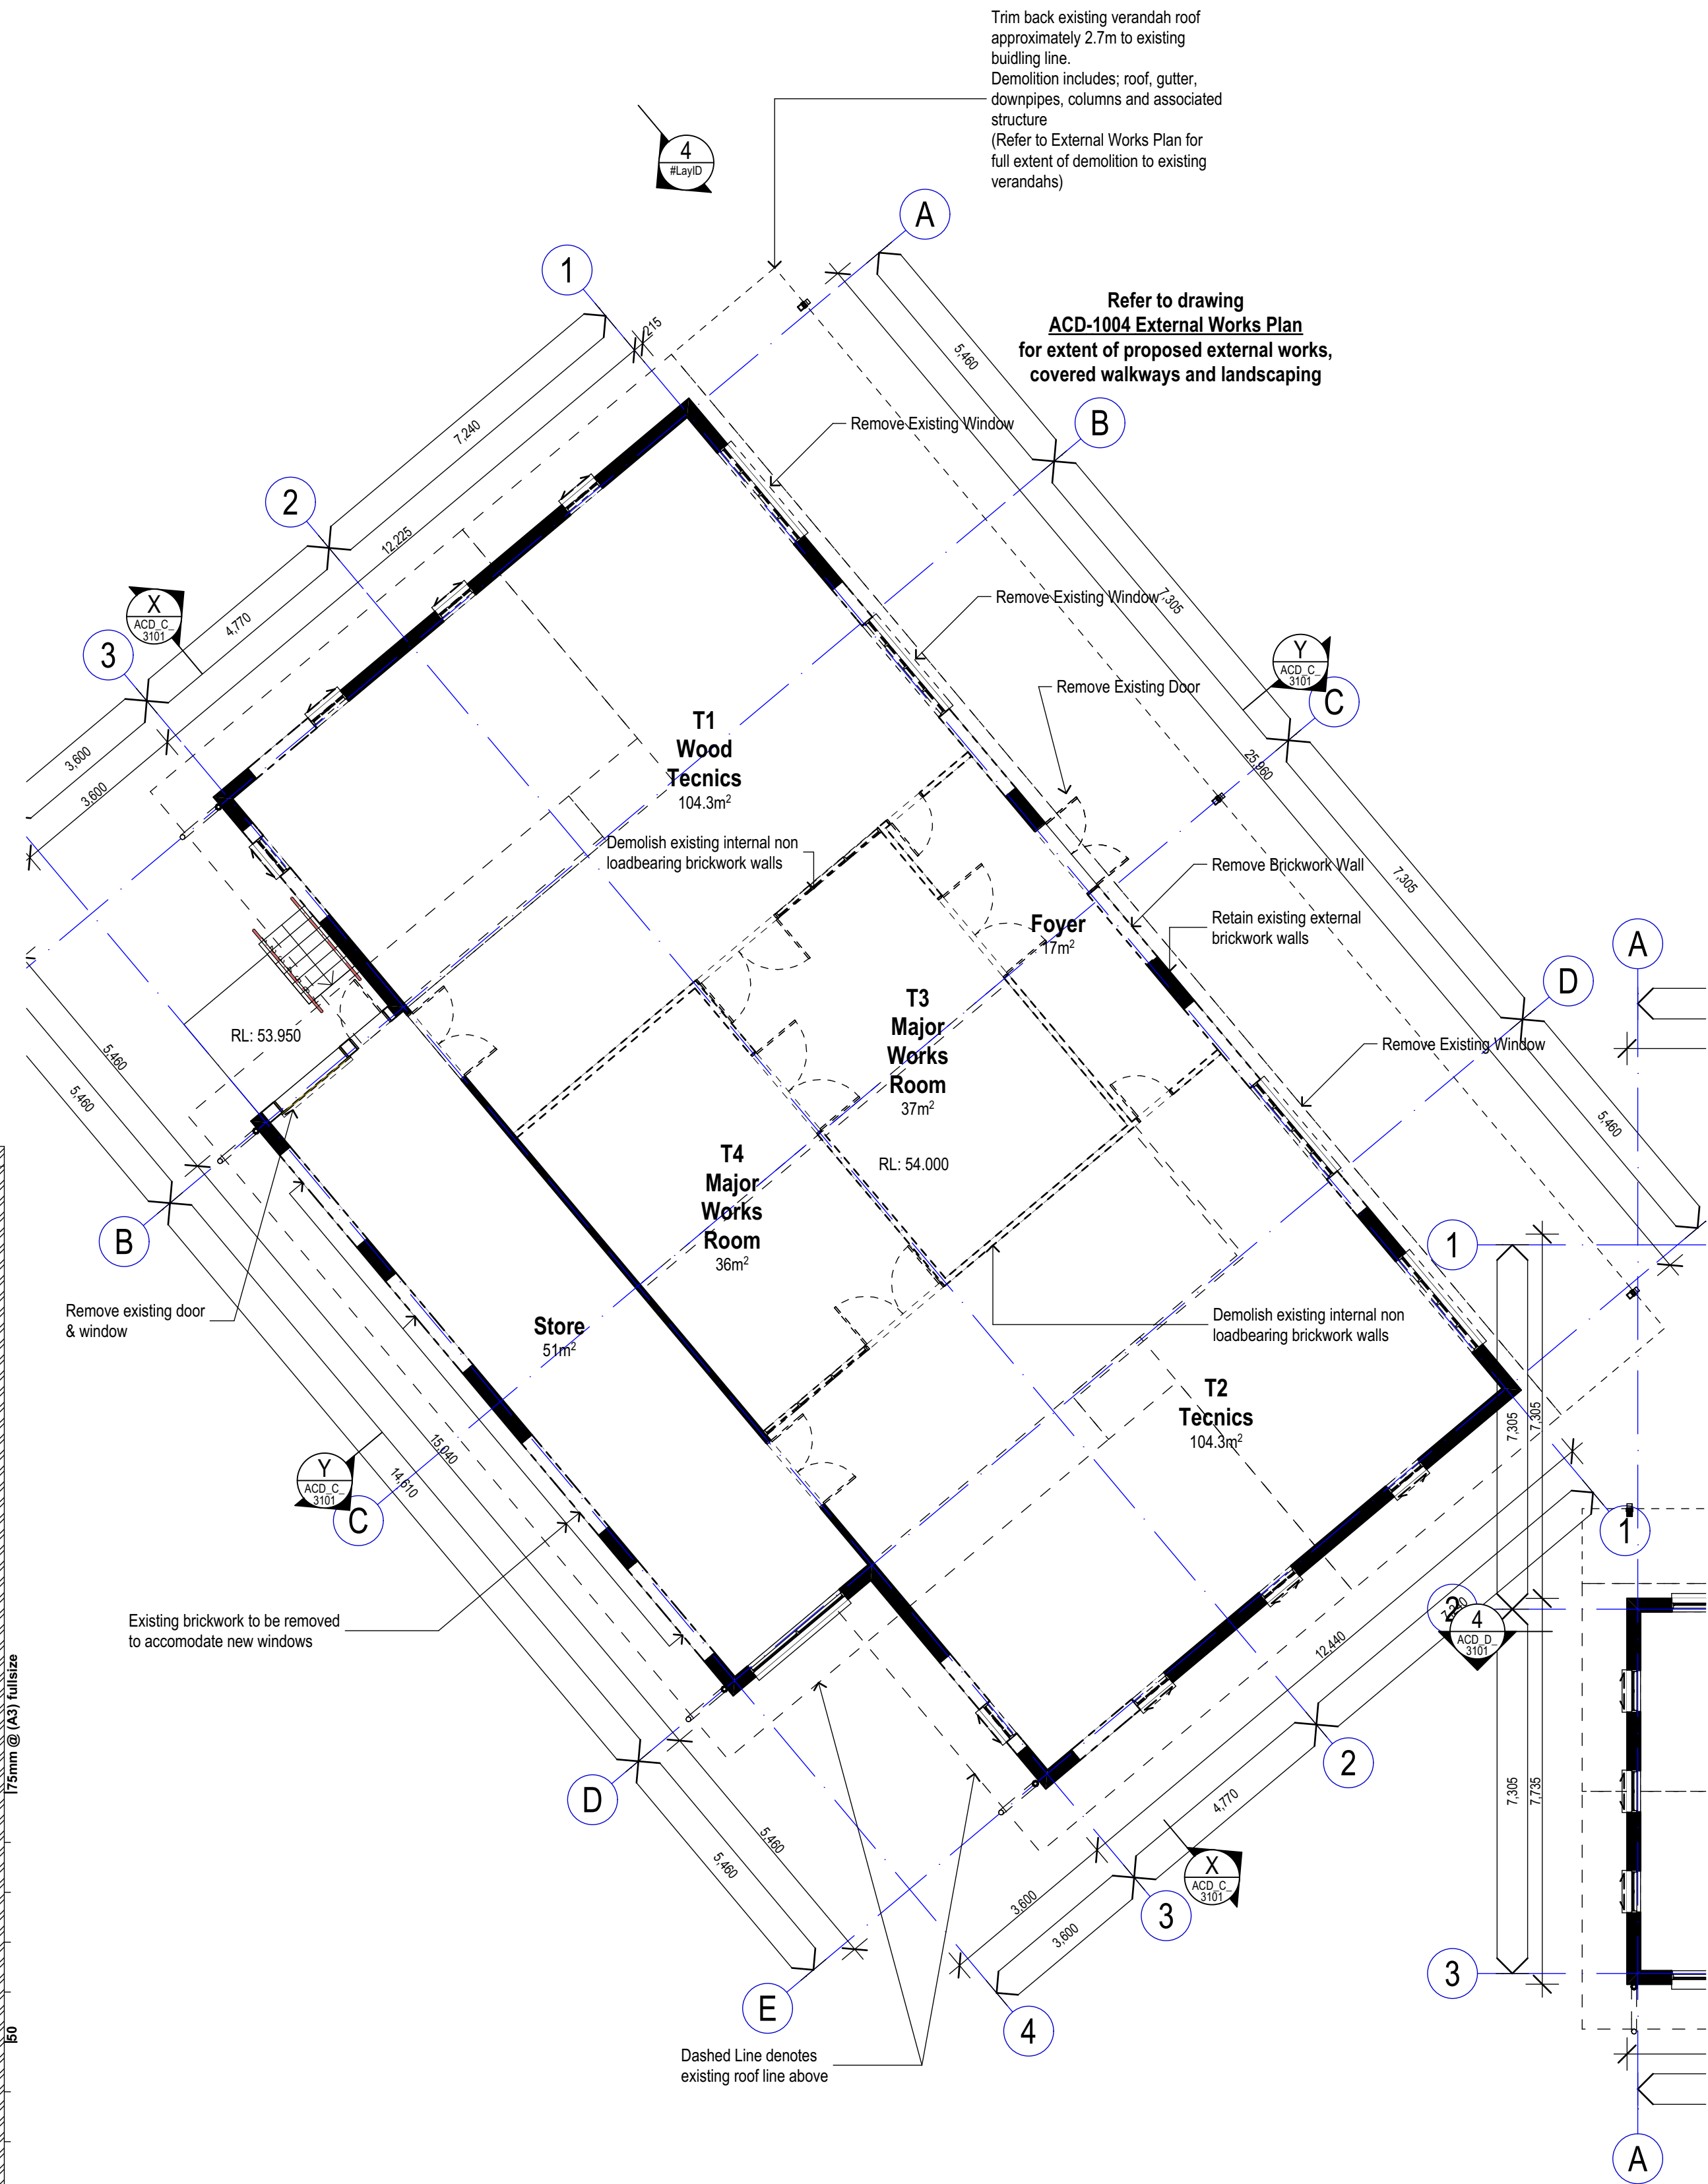 Trim back existing verandah roof
approximately 2.7m to existing
buidling line.
Demolition includes; roof, gutter,
downpipes, columns and associated
structure
(Refer to External Works Plan for
full extent of demolition to existing
verandahs)
4
#LayID
A
1
Refer to drawing
ACD-1004 External Works Plan
for extent of proposed external works,
covered walkways and landscaping
215
5,460
Remove Existing Window
B
7,240
2
12,225
X
ACD_C_
3101
4,770
3
Remove Existing Window
7,305
Y
ACD_C_
3101
C
Remove Existing Door
T1
Wood
Tecnics
104.3m²
3,600
3,600
25,960
Demolish existing internal non
loadbearing brickwork walls
Remove Brickwork Wall
7,305
Retain existing external
brickwork walls
Foyer
17m²
A
D
T3
Major
Works
Room
37m²
RL: 53.950
Remove Existing Window
5,460
5,460
5,460
T4
Major
Works
Room
36m²
RL: 54.000
B
1
Remove existing door
& window
Store
51m²
Demolish existing internal non
loadbearing brickwork walls
T2
Tecnics
104.3m²
7,305
7,305
15,040
14,610
Y
ACD_C_
3101
C
1
2
7,240
4
ACD_D_
3101
Existing brickwork to be removed
to accomodate new windows
12,440
|75mm @ (A3) fullsize
2
D
4,770
7,305
7,735
5,460
5,460
X
ACD_C_
3101
3,600
3
3,600
3
E
4
|50
Dashed Line denotes
existing roof line above
A